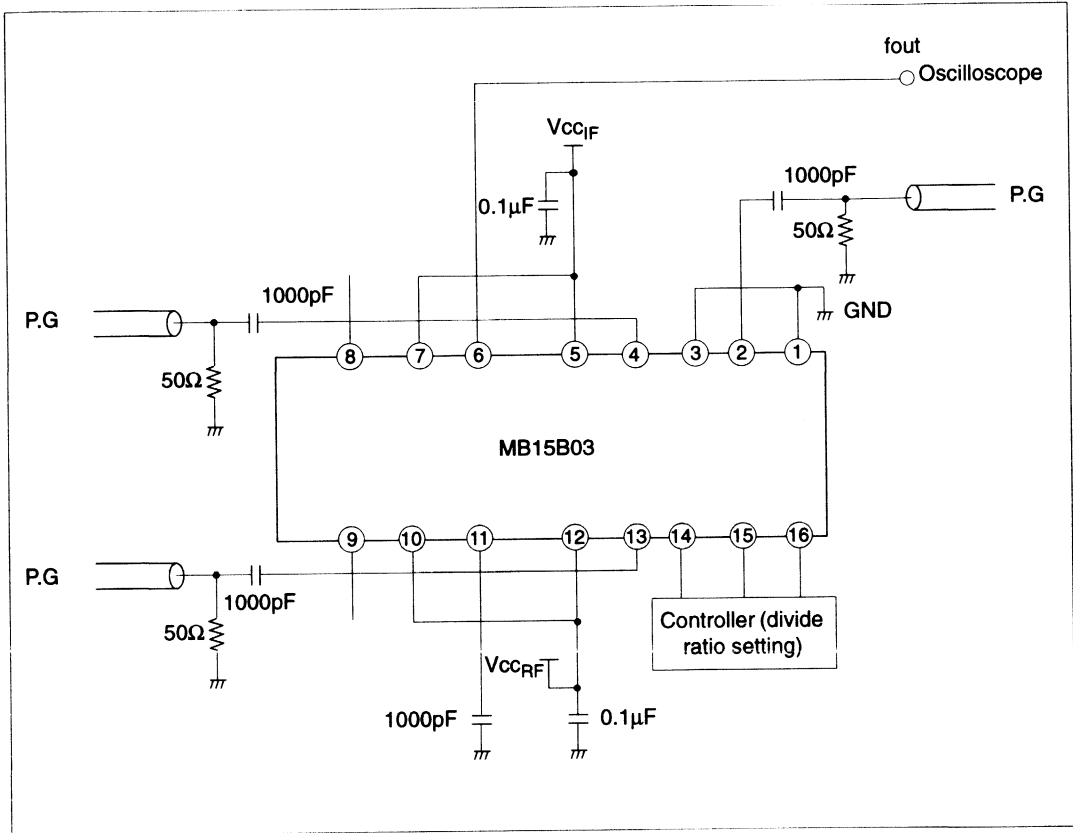 fout
Oscilloscope
VccIF
1000pF
P.G
0.1μF
50Ω
1000pF
P.G
GND
50Ω
8 7 6 5 4 3 2 1
MB15B03
9 10 11 12 13 14 15 16
P.G
1000pF
50Ω
Controller (divide
ratio setting)
VccRF
1000pF
0.1μF